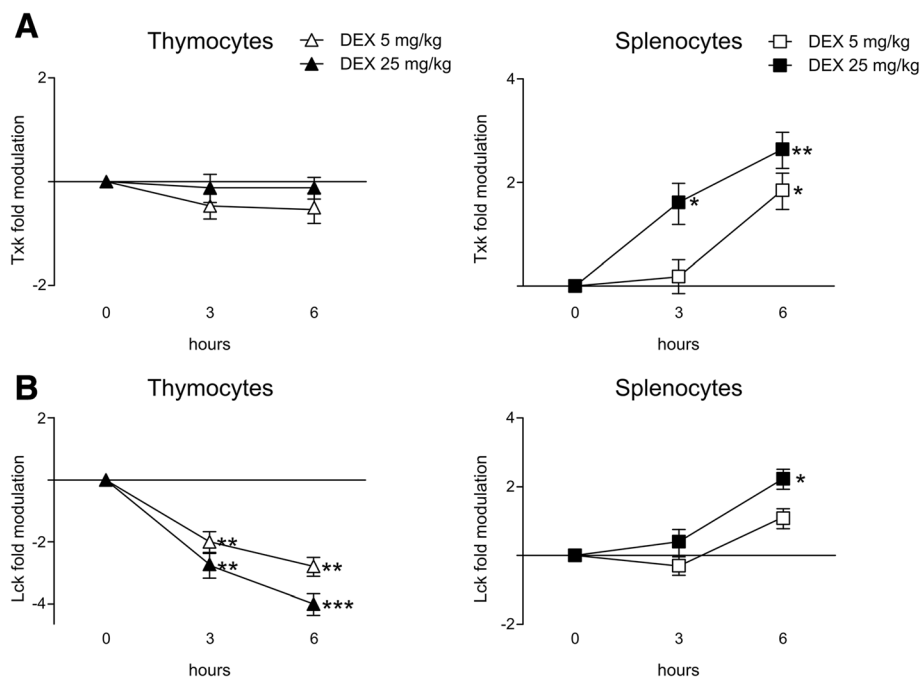 A
Thymocytes
DEX 5 mg/kg
DEX 25 mg/kg
Txk fold modulation
2
-2
0 3 6
hours
Splenocytes
DEX 5 mg/kg
DEX 25 mg/kg
Txk fold modulation
4
2
*
**
*
0 3 6
hours
B
Thymocytes
Lck fold modulation
2
-2
-4
**
**
**
***
0 3 6
hours
Splenocytes
Lck fold modulation
4
2
-2
*
0 3 6
hours